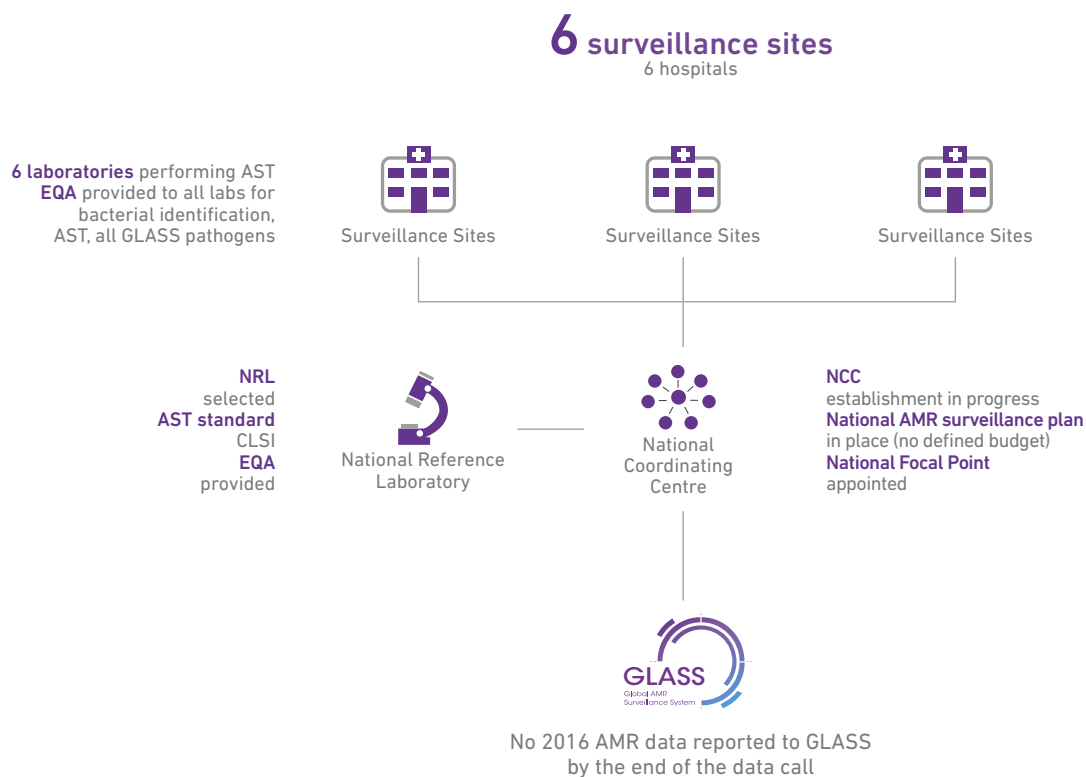 6 surveillance sites
6 hospitals
6 laboratories performing AST
EQA provided to all labs for
bacterial identification,
AST, all GLASS pathogens
Surveillance Sites
Surveillance Sites
Surveillance Sites
NRL
selected
AST standard
CLSI
EQA
provided
National Reference
Laboratory
National
Coordinating
Centre
NCC
establishment in progress
National AMR surveillance plan
in place (no defined budget)
National Focal Point
appointed
GLASS
Global AMR
Surveillance System
No 2016 AMR data reported to GLASS
by the end of the data call